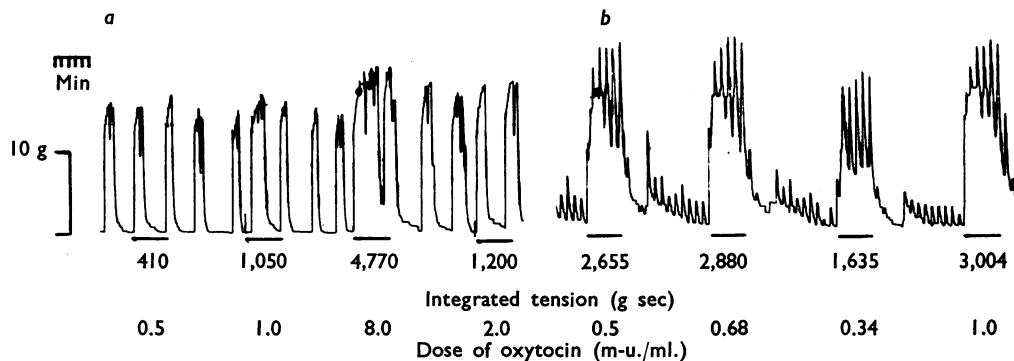 a b
Min
10 g
410 1,050 4,770 1,200 2,655 2,880 1,635 3,004
Integrated tension (g sec)
0.5 1.0 8.0 2.0 0.5 0.68 0.34 1.0
Dose of oxytocin (m-u./ml.)